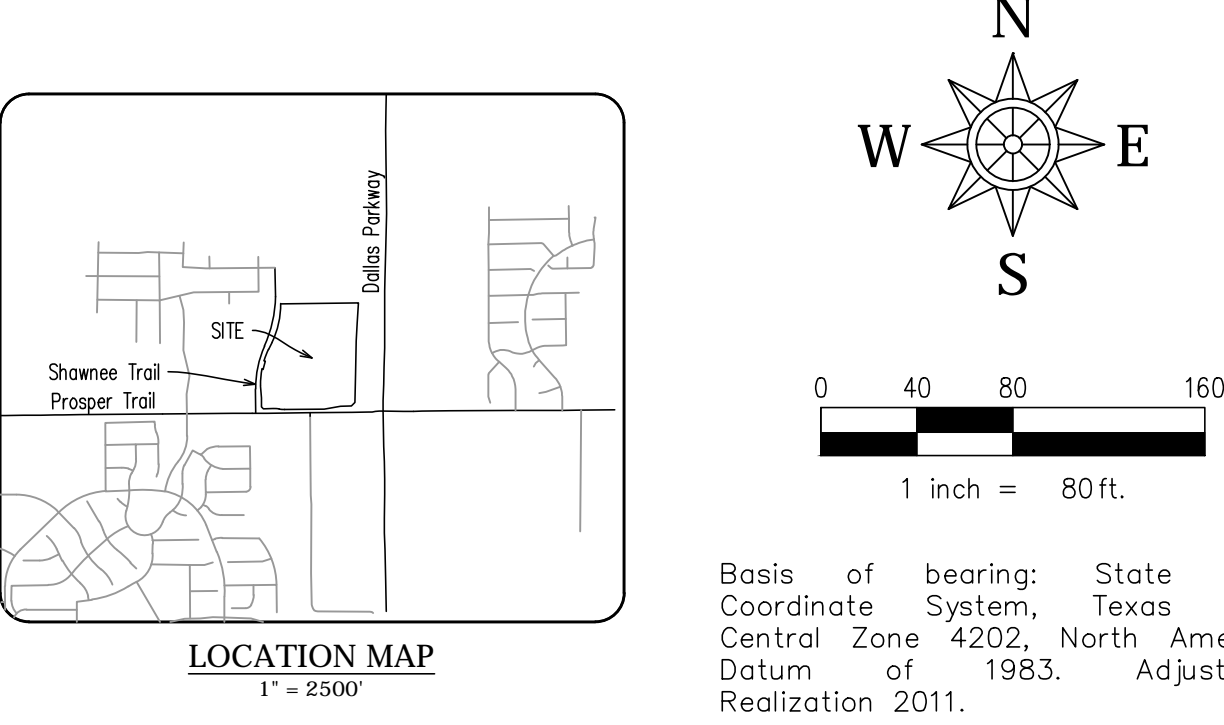 Dallas Parkway
SITE
Shawnee Trail
Prosper Trail
LOCATION MAP
1" = 2500'
N
W E
S
0 40 80 160
1 inch = 80 ft.
Basis of bearing: State
Coordinate System, Texas
Central Zone 4202, North Ame
Datum of 1983. Adjust
Realization 2011.